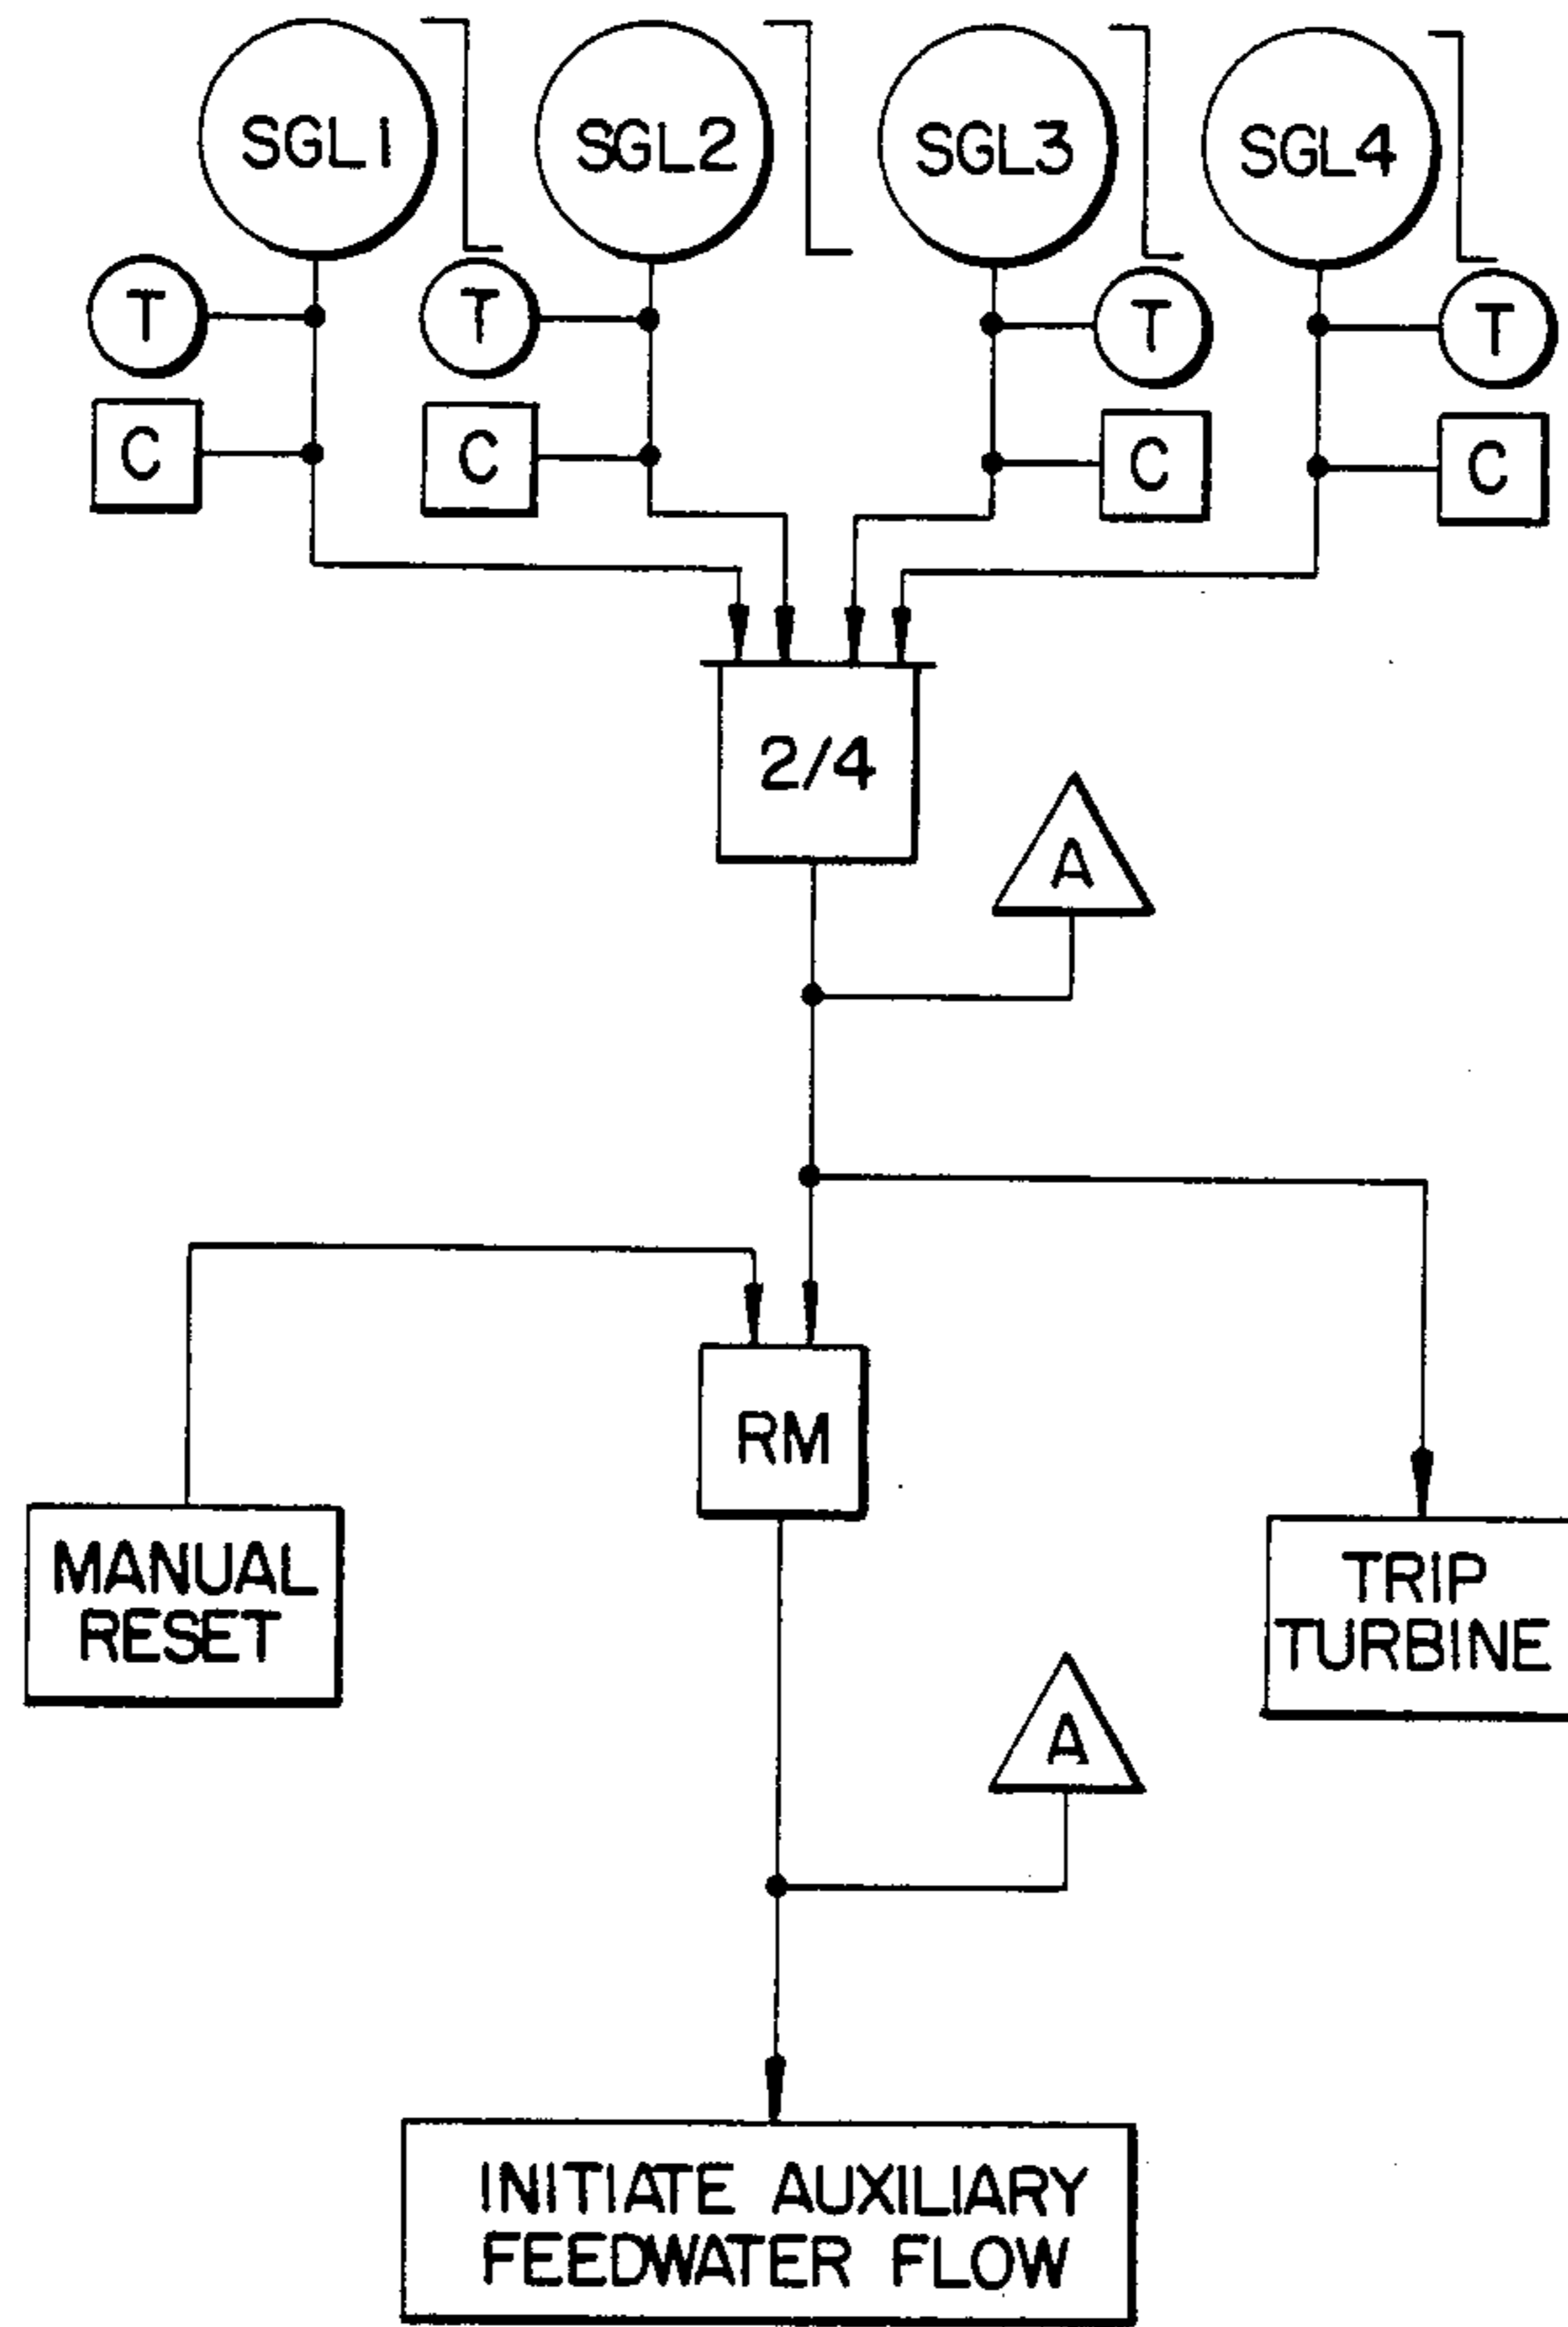 SGL1 SGL2 SGL3 SGL4
T T T T
C C C C
2/4
A
RM
MANUAL
RESET
TRIP
TURBINE
A
INITIATE AUXILIARY
FEEDWATER FLOW